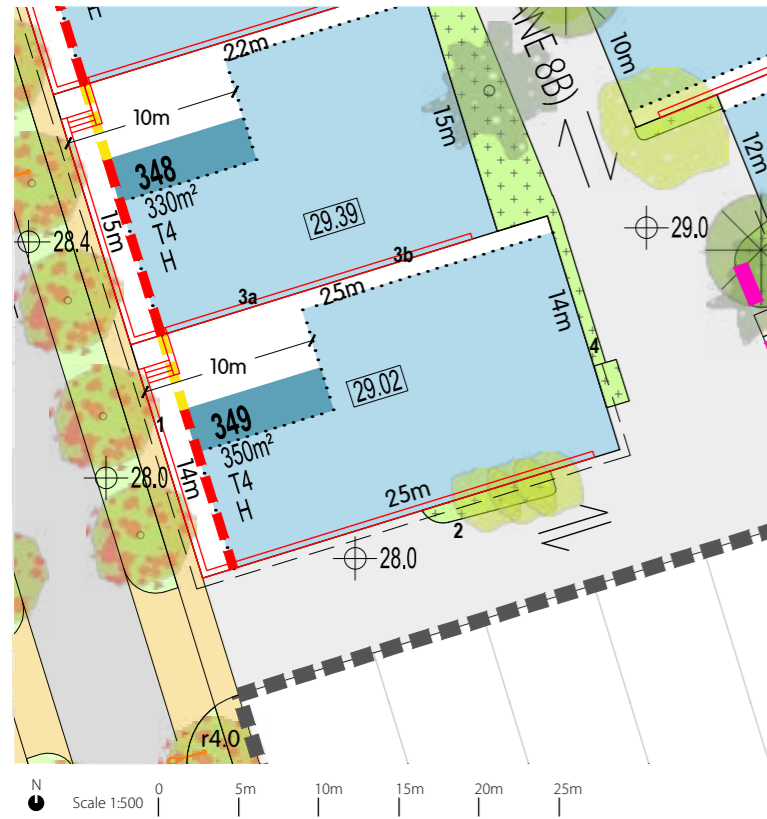 H
22m
10m
348
330m²
T4
H
15m
29.39
15m
(LANE 8B)
10m
12m
28.4
29.0
3a
3b
25m
10m
14m
4
349
350m²
T4
H
1
14m
29.02
28.0
25m
2
28.0
r4.0
N
Scale 1:500
0 5m 10m 15m 20m 25m